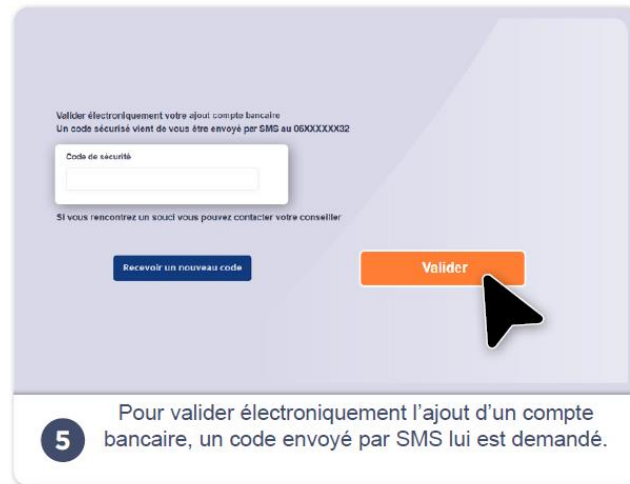 Valider électroniquement votre ajout compte bancaire
Un code sécurisé vient de vous être envoyé par SMS au 06XXXXXX32
Code de sécurité
Si vous rencontrez un souci vous pouvez contacter votre conseiller
Recevoir un nouveau code
Valider
5
Pour valider électroniquement l’ajout d’un compte
bancaire, un code envoyé par SMS lui est demandé.